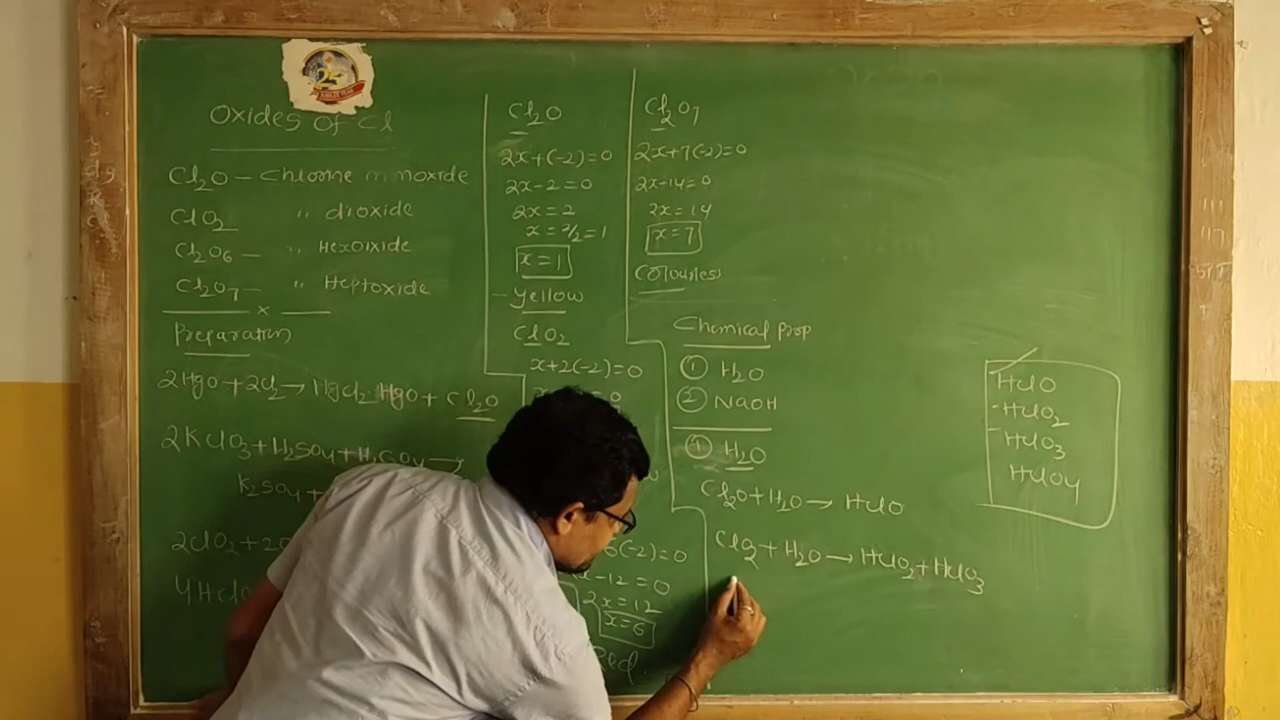 Oxides of Cl
Cl2O - Chlorine monoxide
ClO2 " dioxide
Cl2O6 - " Hexoixide
Cl2O7 - " Heptoxide
x
Preparation
2HgO + 2Cl2 → HgCl2 HgO + Cl2O
2KClO3 + H2SO4 + H2SO4 →
K2SO4 +
2ClO2 +
4HClO
Cl2O
2x+(-2)=0
2x-2=0
2x=2
x=2/2=1
x=1
- Yellow
ClO2
x+2(-2)=0
=0
6(-2)=0
x-12=0
2x=12
x=6
Red.
Cl2O7
2x+7(-2)=0
2x-14=0
2x=14
x=7
Colourless
Chemical prop
① H2O
② NaOH
① H2O
Cl2O + H2O → HClO
ClO2 + H2O → HClO2 + HClO3
HClO
- HClO2
- HClO3
HClO4